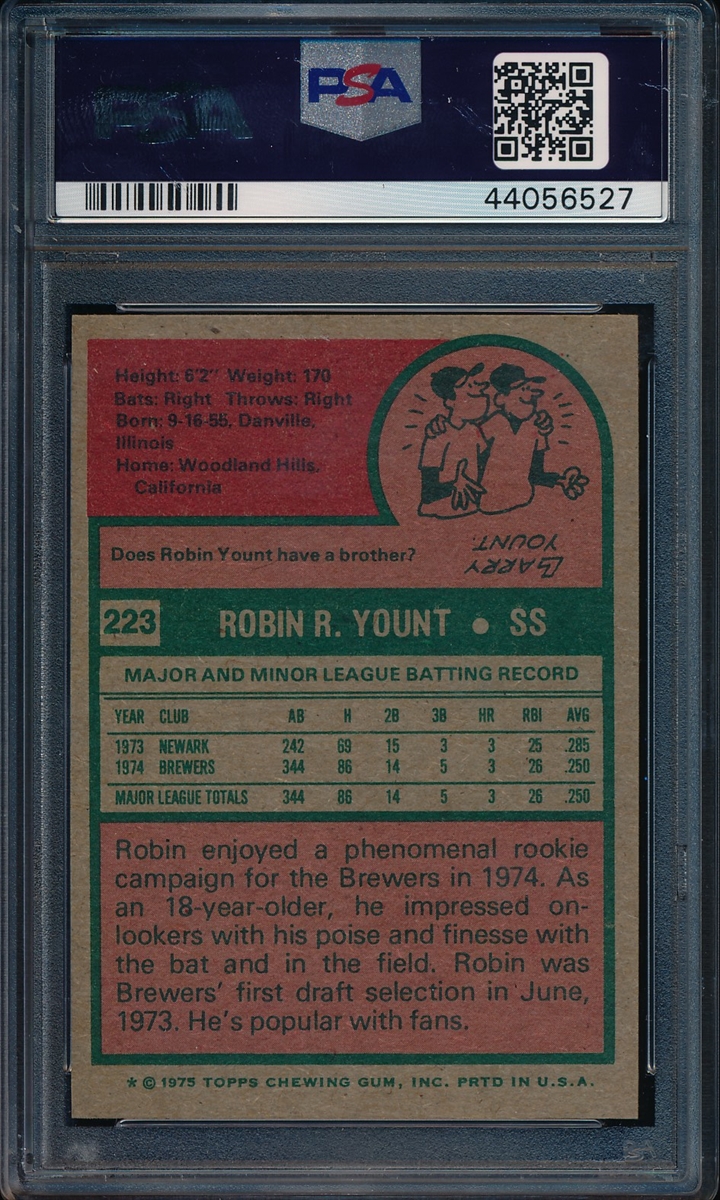 PSA
PSA
44056527
Height: 6'2" Weight: 170
Bats: Right Throws: Right
Born: 9-16-55, Danville,
Illinois
Home: Woodland Hills,
California
LARRY
YOUNT.
Does Robin Yount have a brother?
223 ROBIN R. YOUNT • SS
MAJOR AND MINOR LEAGUE BATTING RECORD
YEAR CLUB AB H 2B 3B HR RBI AVG
1973 NEWARK 242 69 15 3 3 25 .285
1974 BREWERS 344 86 14 5 3 26 .250
MAJOR LEAGUE TOTALS 344 86 14 5 3 26 .250
Robin enjoyed a phenomenal rookie
campaign for the Brewers in 1974. As
an 18-year-older, he impressed on-
lookers with his poise and finesse with
the bat and in the field. Robin was
Brewers' first draft selection in June,
1973. He's popular with fans.
* © 1975 TOPPS CHEWING GUM, INC. PRTD IN U.S.A.